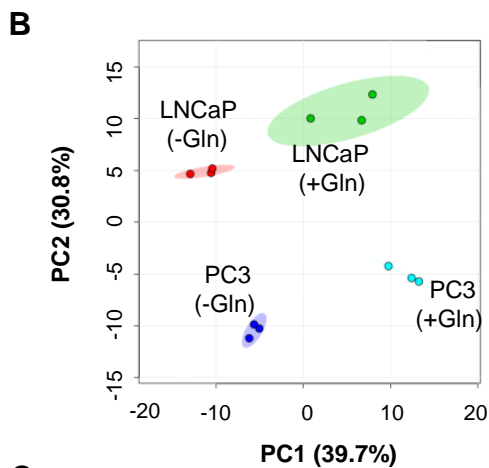 B
PC2 (30.8%)
15
10
5
0
-5
-10
-15
LNCaP
(-Gln)
LNCaP
(+Gln)
PC3
(-Gln)
PC3
(+Gln)
-20 -10 0 10 20
PC1 (39.7%)